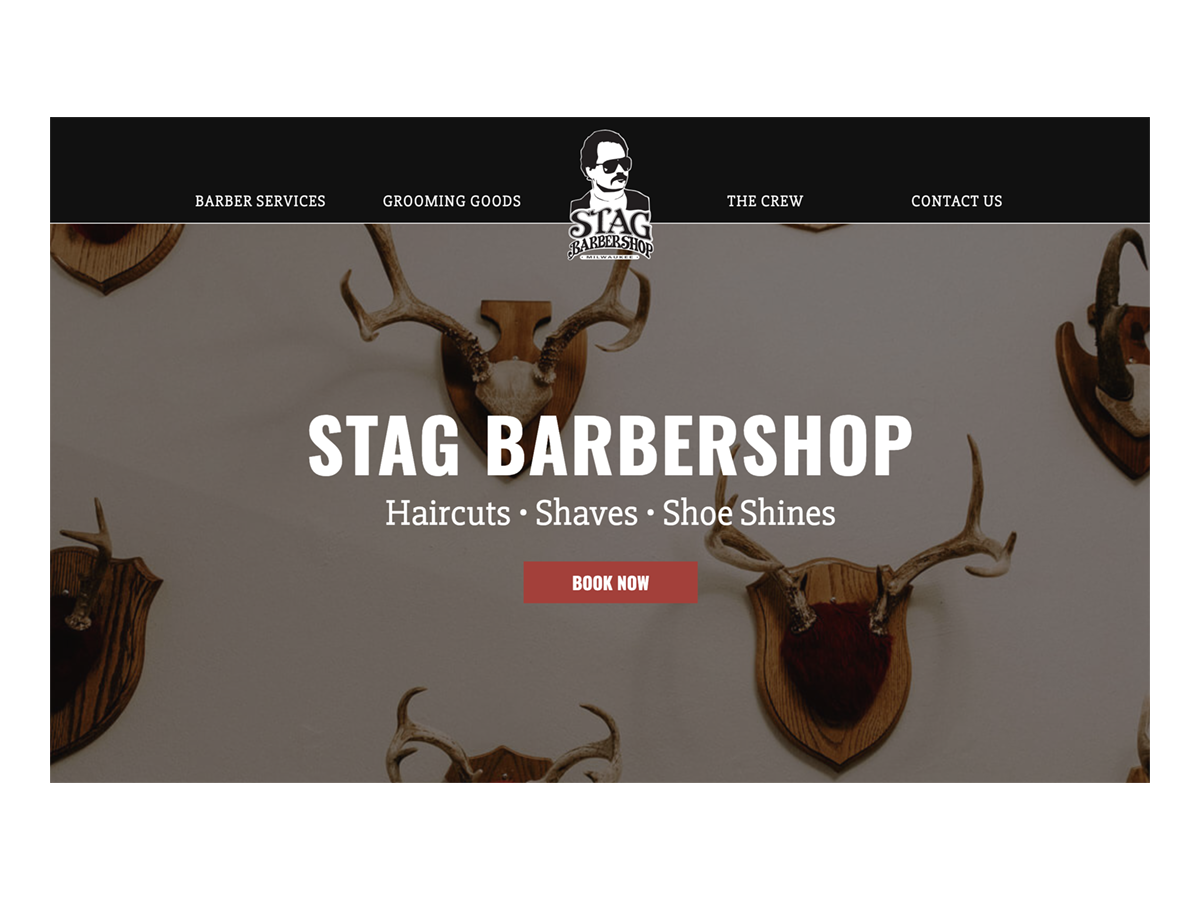 BARBER SERVICES
GROOMING GOODS
STAG
BARBERSHOP
MILWAUKEE
THE CREW
CONTACT US
STAG BARBERSHOP
Haircuts • Shaves • Shoe Shines
BOOK NOW